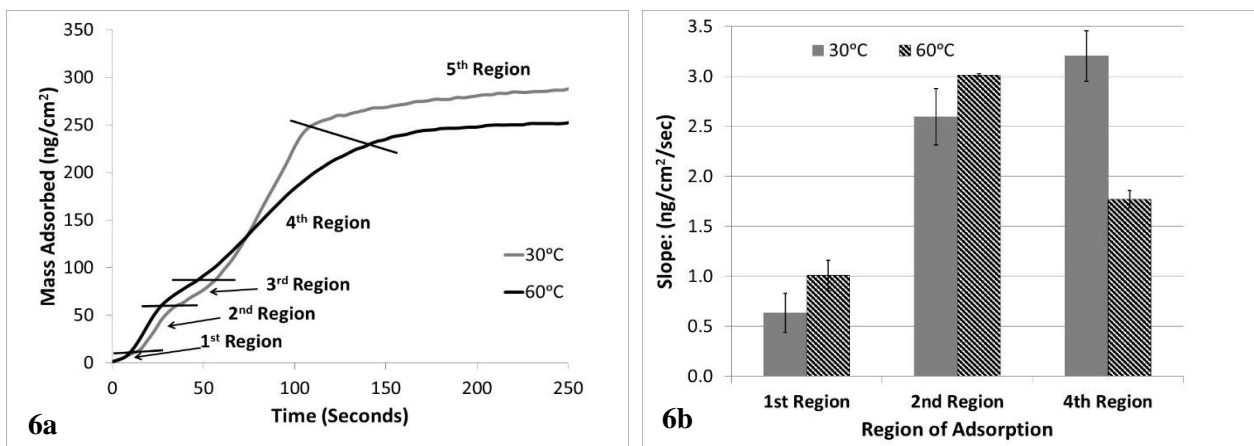 350
300
250
200
150
100
50
0
Mass Adsorbed (ng/cm²)
5th Region
4th Region
3rd Region
2nd Region
1st Region
30°C
60°C
0 50 100 150 200 250
Time (Seconds)
6a
3.5
3.0
2.5
2.0
1.5
1.0
0.5
0.0
Slope: (ng/cm²/sec)
30°C 60°C
1st Region 2nd Region 4th Region
Region of Adsorption
6b